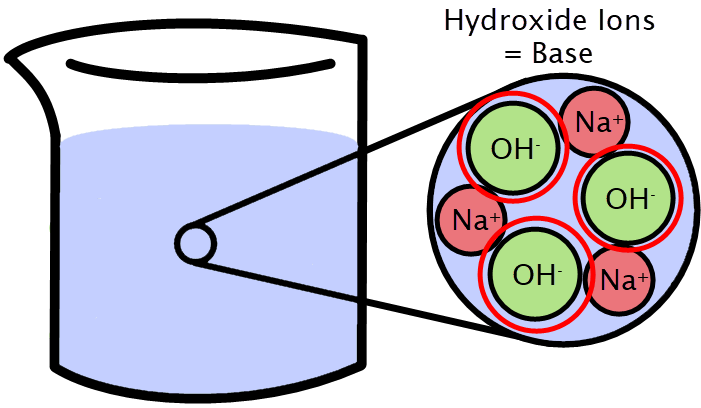 Hydroxide Ions
= Base
OH⁻
Na⁺
OH⁻
Na⁺
OH⁻
Na⁺